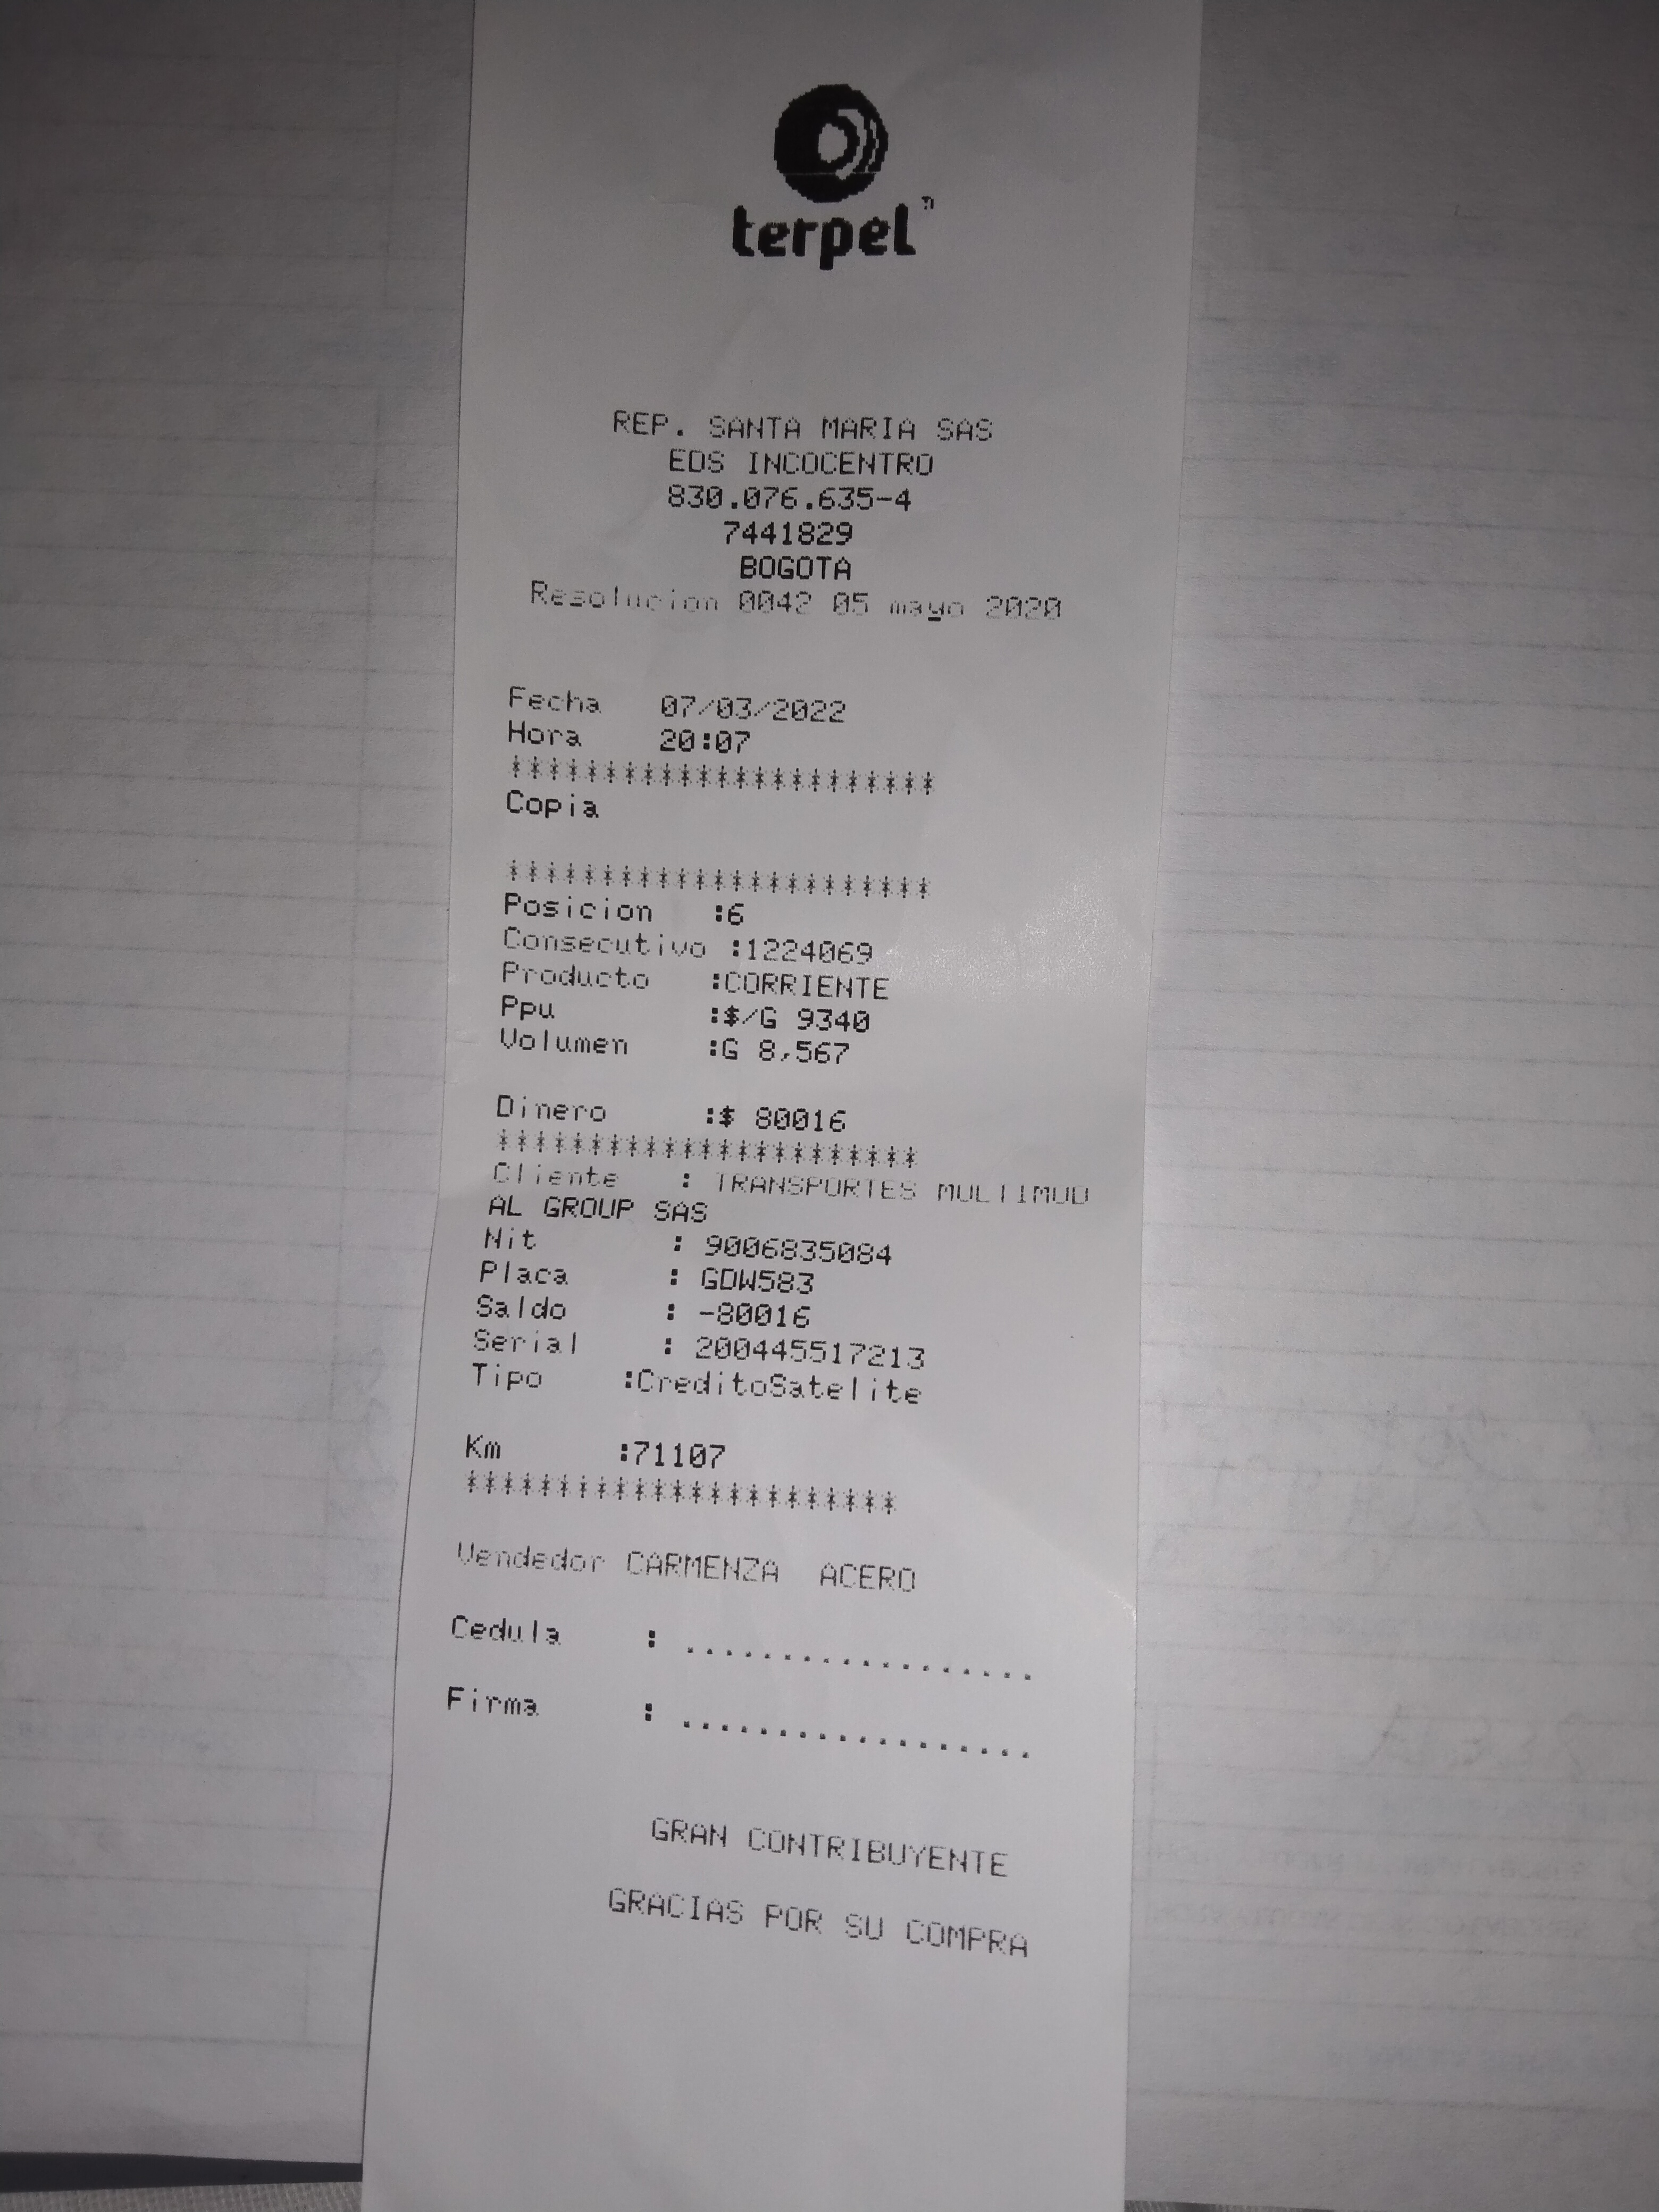 terpel
REP. SANTA MARIA SAS
EDS INCOCENTRO
830.076.635-4
7441829
BOGOTA
Resolucion 0042 05 mayo 2020
Fecha 07/03/2022
Hora 20:07
***********************
Copia
***********************
Posicion :6
Consecutivo :1224069
Producto :CORRIENTE
Ppu :$/G 9340
Volumen :G 8,567
Dinero :$ 80016
***********************
Cliente : TRANSPORTES MULTIMOD
AL GROUP SAS
Nit : 9006835084
Placa : GDW583
Saldo : -80016
Serial : 200445517213
Tipo :CreditoSatelite
Km :71107
***********************
Vendedor CARMENZA ACERO
Cedula : ...................
Firma : ...................
GRAN CONTRIBUYENTE
GRACIAS POR SU COMPRA